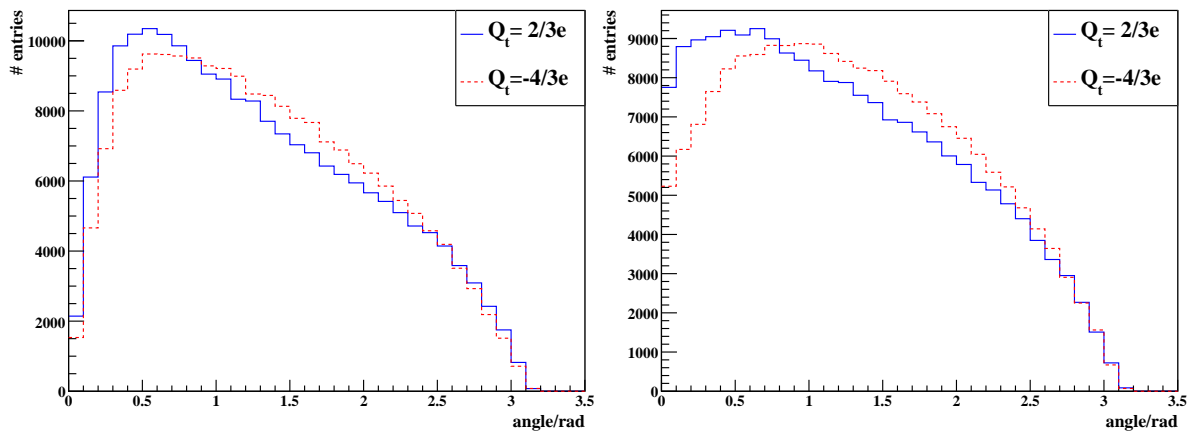 # entries
10000
8000
6000
4000
2000
0
Q_t = 2/3e
Q_t =-4/3e
0 0.5 1 1.5 2 2.5 3 3.5
angle/rad
# entries
9000
8000
7000
6000
5000
4000
3000
2000
1000
0
Q_t = 2/3e
Q_t =-4/3e
0 0.5 1 1.5 2 2.5 3 3.5
angle/rad